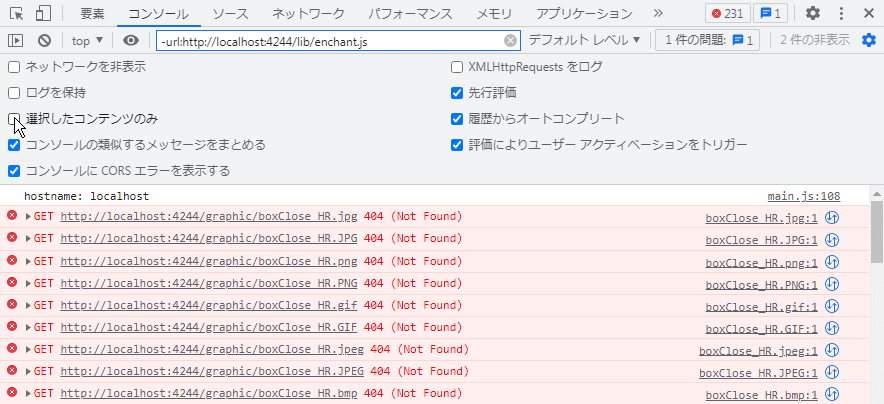 要素 コンソール ソース ネットワーク パフォーマンス メモリ アプリケーション » 231 1
top ▼ -url:http://localhost:4244/lib/enchant.js デフォルト レベル ▼ 1 件の問題: 1 2 件の非表示
ネットワークを非表示 XMLHttpRequests をログ
ログを保持 先行評価
選択したコンテンツのみ 履歴からオートコンプリート
コンソールの類似するメッセージをまとめる 評価によりユーザー アクティベーションをトリガー
コンソールに CORS エラーを表示する
hostname: localhost main.js:108
GET http://localhost:4244/graphic/boxClose_HR.jpg 404 (Not Found) boxClose_HR.jpg:1
GET http://localhost:4244/graphic/boxClose_HR.JPG 404 (Not Found) boxClose_HR.JPG:1
GET http://localhost:4244/graphic/boxClose_HR.png 404 (Not Found) boxClose_HR.png:1
GET http://localhost:4244/graphic/boxClose_HR.PNG 404 (Not Found) boxClose_HR.PNG:1
GET http://localhost:4244/graphic/boxClose_HR.gif 404 (Not Found) boxClose_HR.gif:1
GET http://localhost:4244/graphic/boxClose_HR.GIF 404 (Not Found) boxClose_HR.GIF:1
GET http://localhost:4244/graphic/boxClose_HR.jpeg 404 (Not Found) boxClose_HR.jpeg:1
GET http://localhost:4244/graphic/boxClose_HR.JPEG 404 (Not Found) boxClose_HR.JPEG:1
GET http://localhost:4244/graphic/boxClose_HR.bmp 404 (Not Found) boxClose_HR.bmp:1